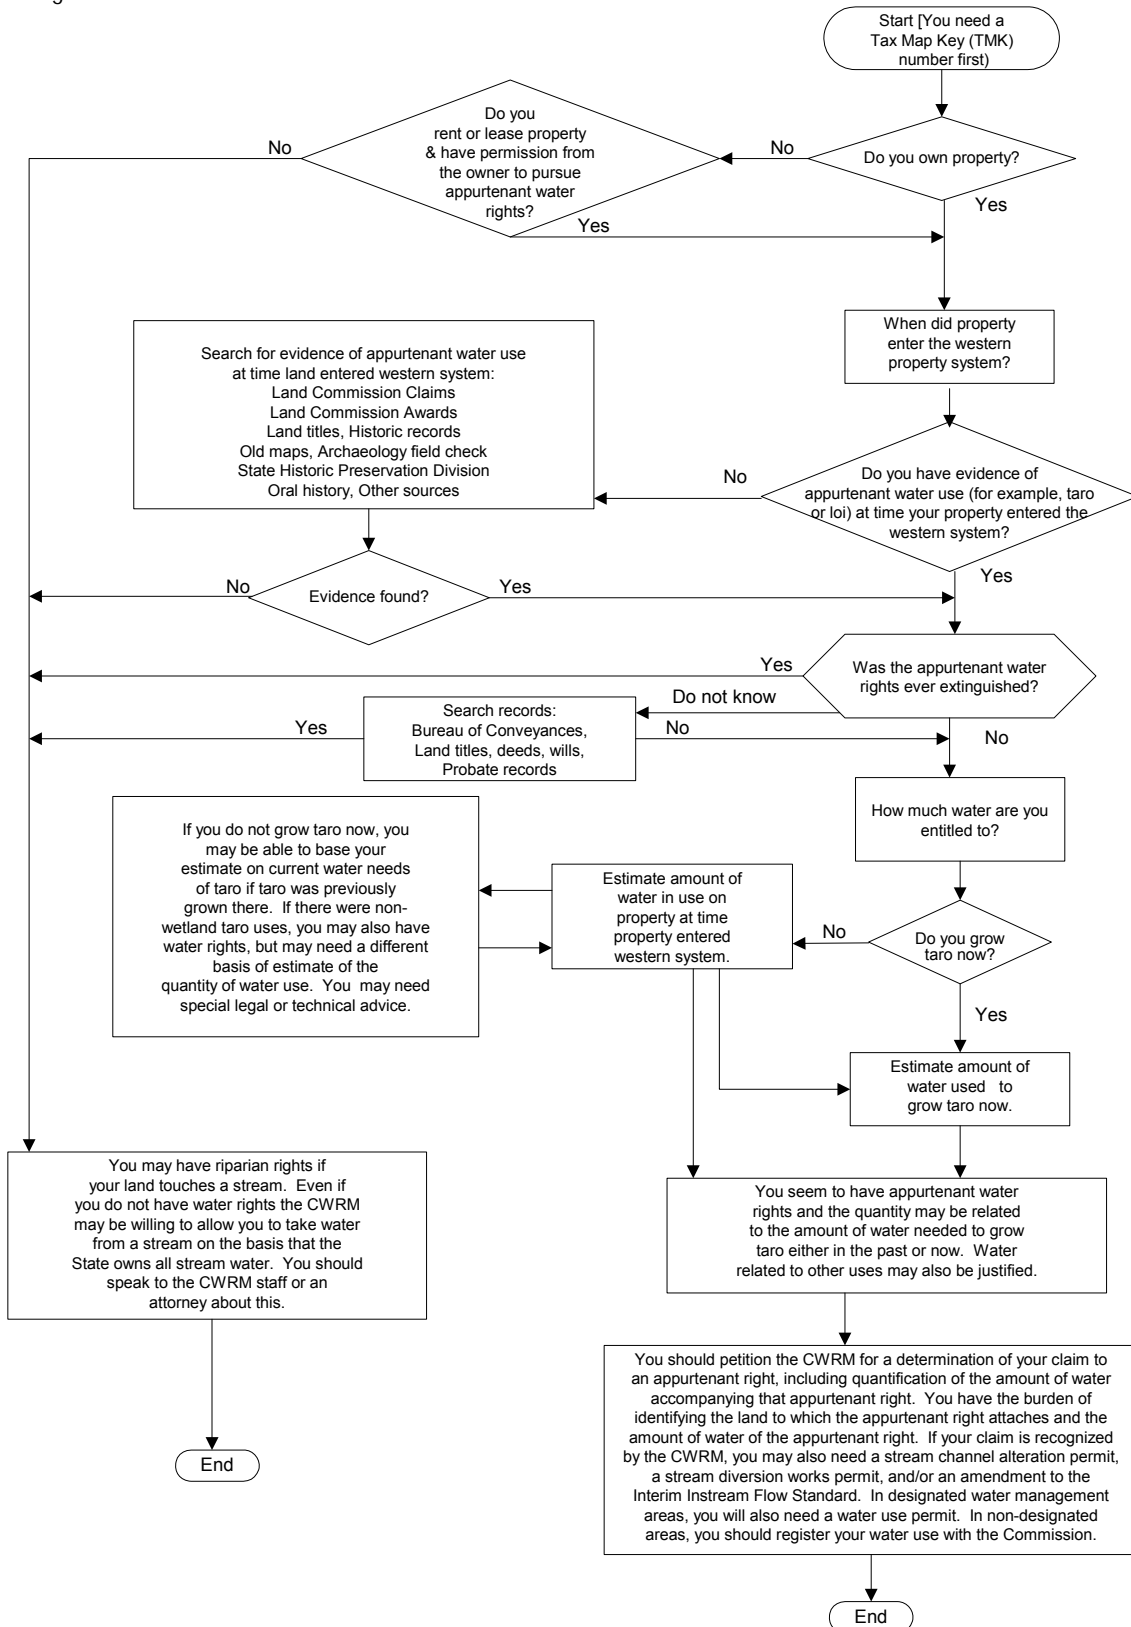 Start [You need a
Tax Map Key (TMK)
number first)
Do you
rent or lease property
& have permission from
the owner to pursue
appurtenant water
rights?
No
No
Do you own property?
Yes
Yes
When did property
enter the western
property system?
Search for evidence of appurtenant water use
at time land entered western system:
Land Commission Claims
Land Commission Awards
Land titles, Historic records
Old maps, Archaeology field check
State Historic Preservation Division
Oral history, Other sources
No
Do you have evidence of
appurtenant water use (for example, taro
or loi) at time your property entered the
western system?
Yes
No
Evidence found?
Yes
Was the appurtenant water
rights ever extinguished?
Yes
Do not know
No
Search records:
Bureau of Conveyances,
Land titles, deeds, wills,
Probate records
Yes
No
How much water are you
entitled to?
If you do not grow taro now, you
may be able to base your
estimate on current water needs
of taro if taro was previously
grown there. If there were non-
wetland taro uses, you may also have
water rights, but may need a different
basis of estimate of the
quantity of water use. You may need
special legal or technical advice.
Estimate amount of
water in use on
property at time
property entered
western system.
No
Do you grow
taro now?
Yes
Estimate amount of
water used to
grow taro now.
You may have riparian rights if
your land touches a stream. Even if
you do not have water rights the CWRM
may be willing to allow you to take water
from a stream on the basis that the
State owns all stream water. You should
speak to the CWRM staff or an
attorney about this.
You seem to have appurtenant water
rights and the quantity may be related
to the amount of water needed to grow
taro either in the past or now. Water
related to other uses may also be justified.
You should petition the CWRM for a determination of your claim to
an appurtenant right, including quantification of the amount of water
accompanying that appurtenant right. You have the burden of
identifying the land to which the appurtenant right attaches and the
amount of water of the appurtenant right. If your claim is recognized
by the CWRM, you may also need a stream channel alteration permit,
a stream diversion works permit, and/or an amendment to the
Interim Instream Flow Standard. In designated water management
areas, you will also need a water use permit. In non-designated
areas, you should register your water use with the Commission.
End
End